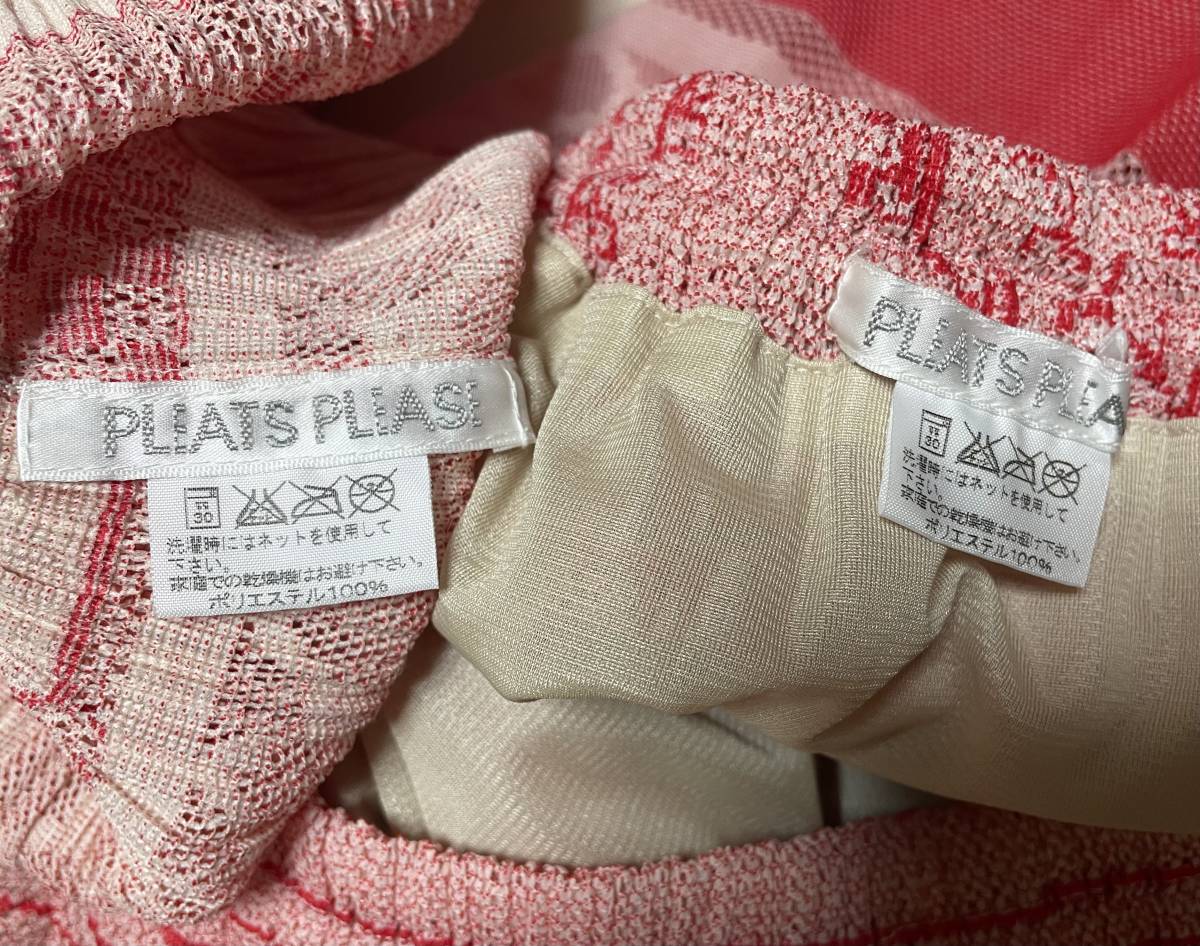 PLEATS PLEASE
弱
30
洗濯時にはネットを使用して
下さい。
家庭での乾燥機はお避け下さい。
ポリエステル100%
PLEATS PLEA
弱
30
洗濯時にはネットを使用して
下さい。
家庭での乾燥機はお避け下さい。
ポリエステル100%